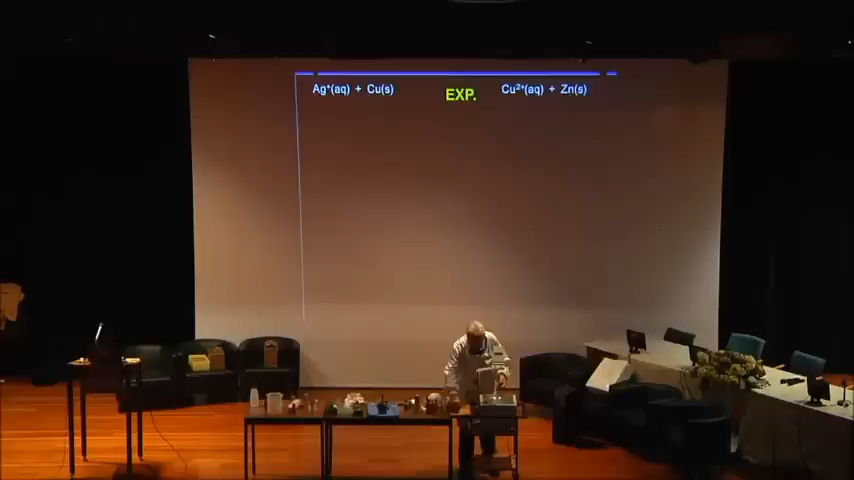 Ag⁺(aq) + Cu(s)
EXP.
Cu²⁺(aq) + Zn(s)